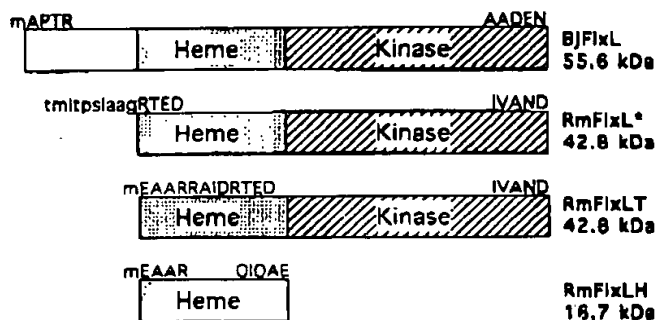 mAPTR AADEN
Heme Kinase BjFixL
55.6 kDa
tmitpslaagRTED IVAND
Heme Kinase RmFixL*
42.8 kDa
mEAARRAIDRTED IVAND
Heme Kinase RmFixLT
42.8 kDa
mEAAR QIQAE
Heme RmFixLH
16.7 kDa